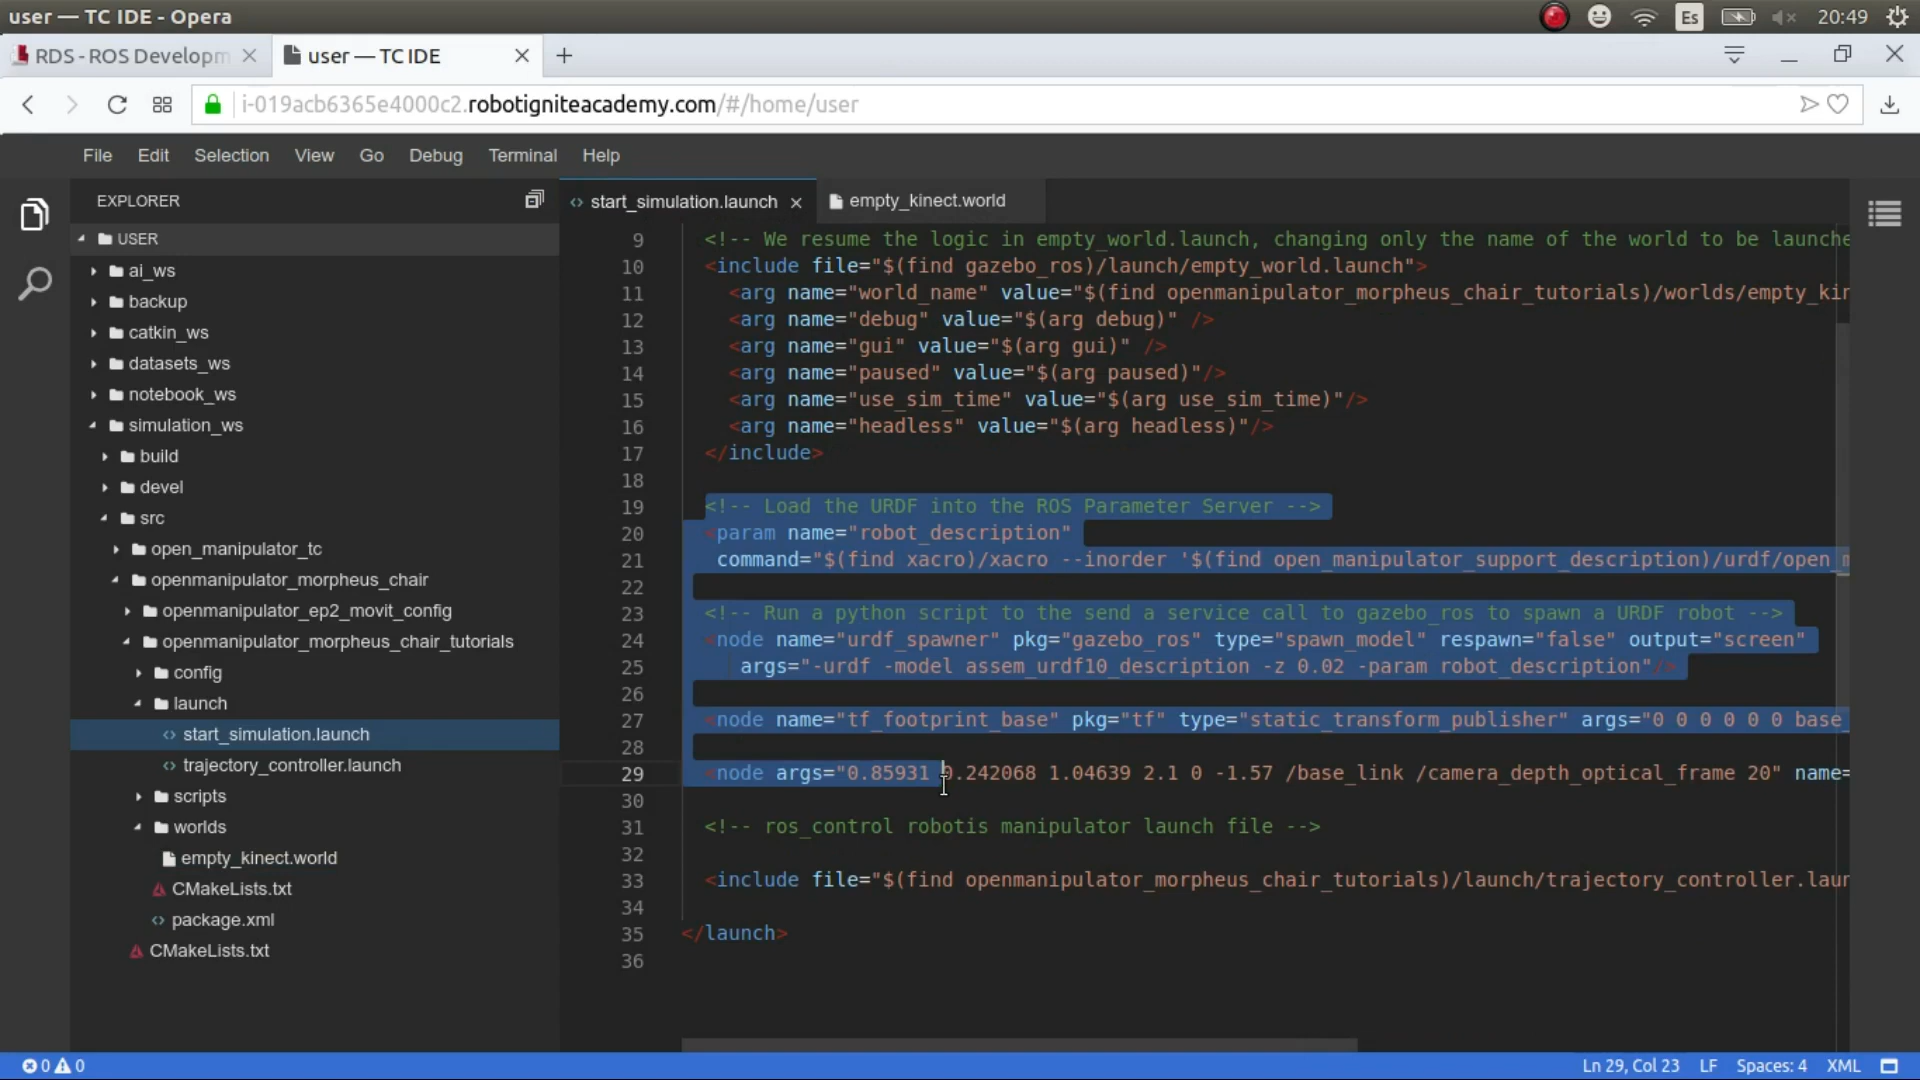 user — TC IDE - Opera
Es
20:49
RDS - ROS Developm
user — TC IDE
i-019acb6365e4000c2.robotigniteacademy.com/#/home/user
File Edit Selection View Go Debug Terminal Help
EXPLORER
USER
ai_ws
backup
catkin_ws
datasets_ws
notebook_ws
simulation_ws
build
devel
src
open_manipulator_tc
openmanipulator_morpheus_chair
openmanipulator_ep2_movit_config
openmanipulator_morpheus_chair_tutorials
config
launch
start_simulation.launch
trajectory_controller.launch
scripts
worlds
empty_kinect.world
CMakeLists.txt
package.xml
CMakeLists.txt
start_simulation.launch
empty_kinect.world
9 <!-- We resume the logic in empty_world.launch, changing only the name of the world to be launche
10 <include file="$(find gazebo_ros)/launch/empty_world.launch">
11 <arg name="world_name" value="$(find openmanipulator_morpheus_chair_tutorials)/worlds/empty_kin
12 <arg name="debug" value="$(arg debug)" />
13 <arg name="gui" value="$(arg gui)" />
14 <arg name="paused" value="$(arg paused)"/>
15 <arg name="use_sim_time" value="$(arg use_sim_time)"/>
16 <arg name="headless" value="$(arg headless)"/>
17 </include>
18
19 <!-- Load the URDF into the ROS Parameter Server -->
20 <param name="robot_description"
21 command="$(find xacro)/xacro --inorder '$(find open_manipulator_support_description)/urdf/open_m
22
23 <!-- Run a python script to the send a service call to gazebo_ros to spawn a URDF robot -->
24 <node name="urdf_spawner" pkg="gazebo_ros" type="spawn_model" respawn="false" output="screen"
25 args="-urdf -model assem_urdf10_description -z 0.02 -param robot_description"/>
26
27 <node name="tf_footprint_base" pkg="tf" type="static_transform_publisher" args="0 0 0 0 0 0 base_
28
29 <node args="0.85931 0.242068 1.04639 2.1 0 -1.57 /base_link /camera_depth_optical_frame 20" name=
30
31 <!-- ros_control robotis manipulator launch file -->
32
33 <include file="$(find openmanipulator_morpheus_chair_tutorials)/launch/trajectory_controller.laun
34
35 </launch>
36
0 0
Ln 29, Col 23 LF Spaces: 4 XML